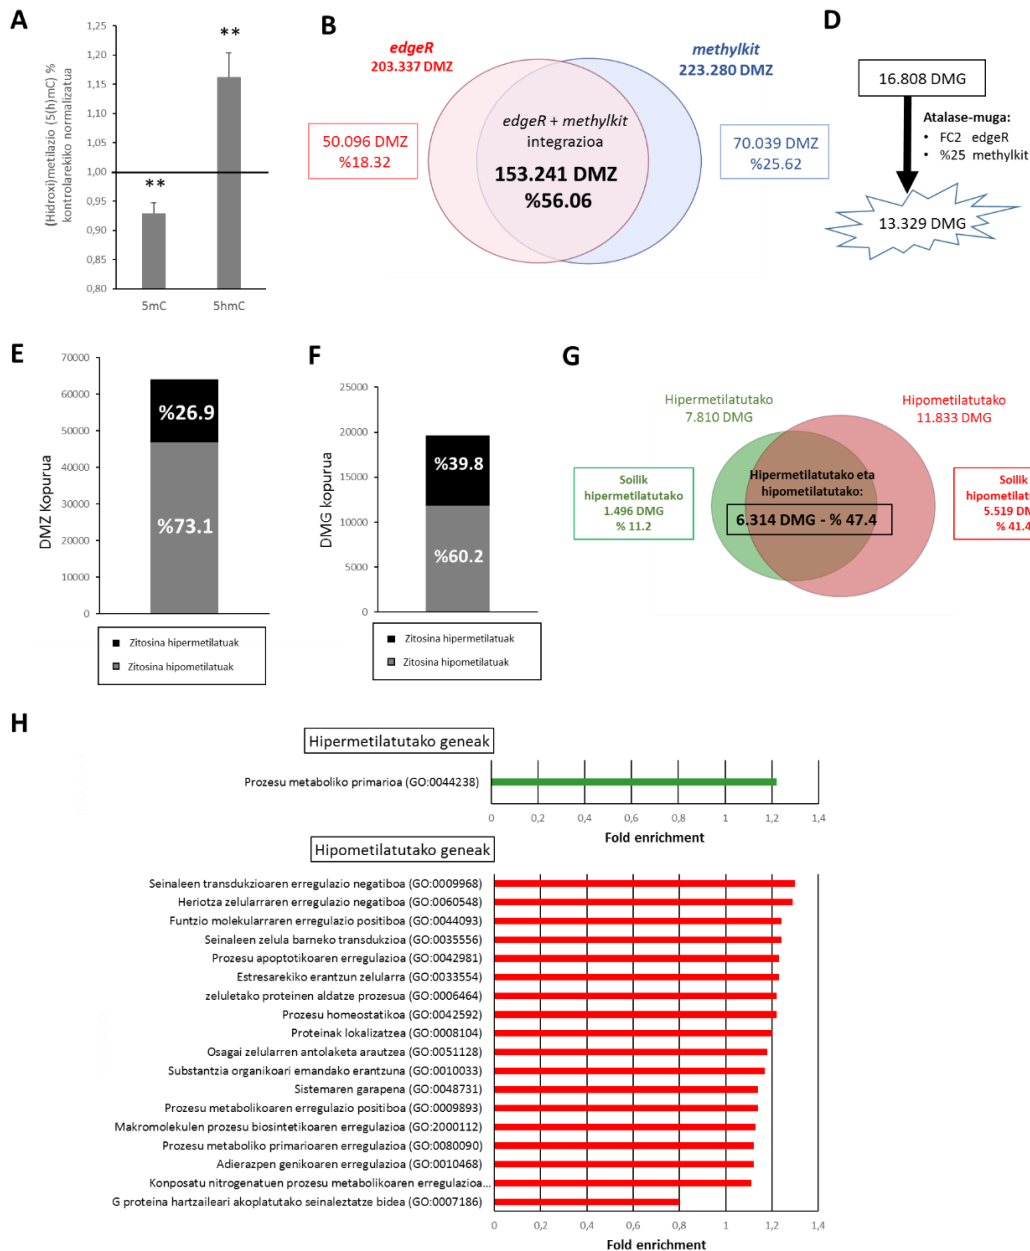 A
(Hidroxi)metilazio (5(h)mC) %
kontrolarekiko normalizatua
1,25
1,20
1,15
1,10
1,05
1,00
0,95
0,90
0,85
0,80
**
**
5mC
5hmC
B
edgeR
203.337 DMZ
methylkit
223.280 DMZ
50.096 DMZ
%18.32
edgeR + methylkit
integrazioa
153.241 DMZ
%56.06
70.039 DMZ
%25.62
D
16.808 DMG
Atalase-muga:
• FC2 edgeR
• %25 methylkit
13.329 DMG
E
DMZ Kopurua
70000
60000
50000
40000
30000
20000
10000
0
%26.9
%73.1
Zitosina hipermetilatuak
Zitosina hipometilatuak
F
DMG kopurua
25000
20000
15000
10000
5000
0
%39.8
%60.2
Zitosina hipermetilatuak
Zitosina hipometilatuak
G
Hipermetilatutako
7.810 DMG
Hipometilatutako
11.833 DMG
Soilik
hipermetilatutako
1.496 DMG
% 11.2
Hipermetilatutako eta
hipometilatutako:
6.314 DMG - % 47.4
Soilik
hipometilatu
5.519 DM
% 41.4
H
Hipermetilatutako geneak
Prozesu metaboliko primarioa (GO:0044238)
0 0,2 0,4 0,6 0,8 1 1,2 1,4
Fold enrichment
Hipometilatutako geneak
Seinaleen transdukzioaren erregulazio negatiboa (GO:0009968)
Heriotza zelularraren erregulazio negatiboa (GO:0060548)
Funtzio molekularraren erregulazio positiboa (GO:0044093)
Seinaleen zelula barneko transdukzioa (GO:0035556)
Prozesu apoptotikoaren erregulazioa (GO:0042981)
Estresarekiko erantzun zelularra (GO:0033554)
zeluletako proteinen aldatze prozesua (GO:0006464)
Prozesu homeostatikoa (GO:0042592)
Proteinak lokalizatzea (GO:0008104)
Osagai zelularren antolaketa arautzea (GO:0051128)
Substantzia organikoari emandako erantzuna (GO:0010033)
Sistemaren garapena (GO:0048731)
Prozesu metabolikoaren erregulazio positiboa (GO:0009893)
Makromolekulen prozesu biosintetikoaren erregulazioa (GO:2000112)
Prozesu metaboliko primarioaren erregulazioa (GO:0080090)
Adierazpen genikoaren erregulazioa (GO:0010468)
Konposatu nitrogenatuen prozesu metabolikoaren erregulazioa...
G proteina hartzaileari akoplatutako seinaleztatze bidea (GO:0007186)
0 0,2 0,4 0,6 0,8 1 1,2 1,4
Fold enrichment